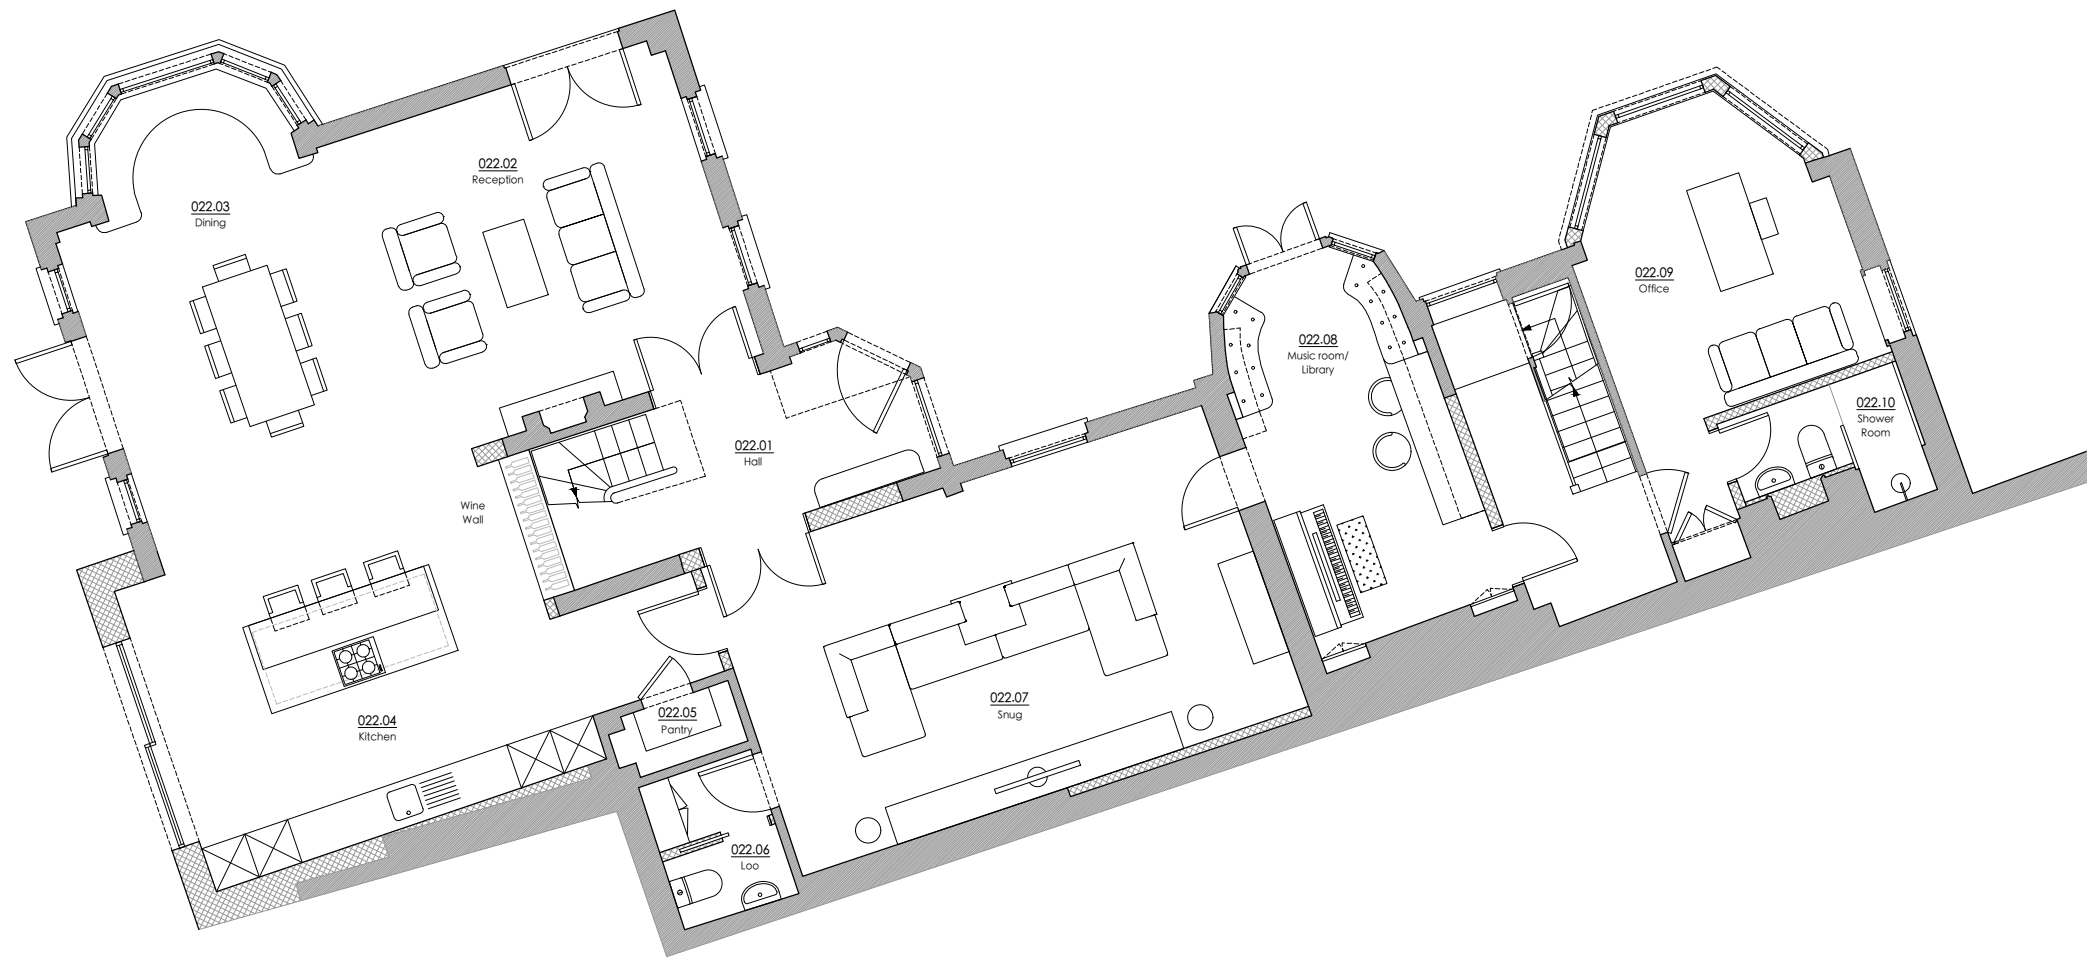 022.03
Dining
022.02
Reception
022.01
Hall
Wine
Wall
022.04
Kitchen
022.05
Pantry
022.06
Loo
022.07
Snug
022.08
Music room/
Library
022.09
Office
022.10
Shower
Room